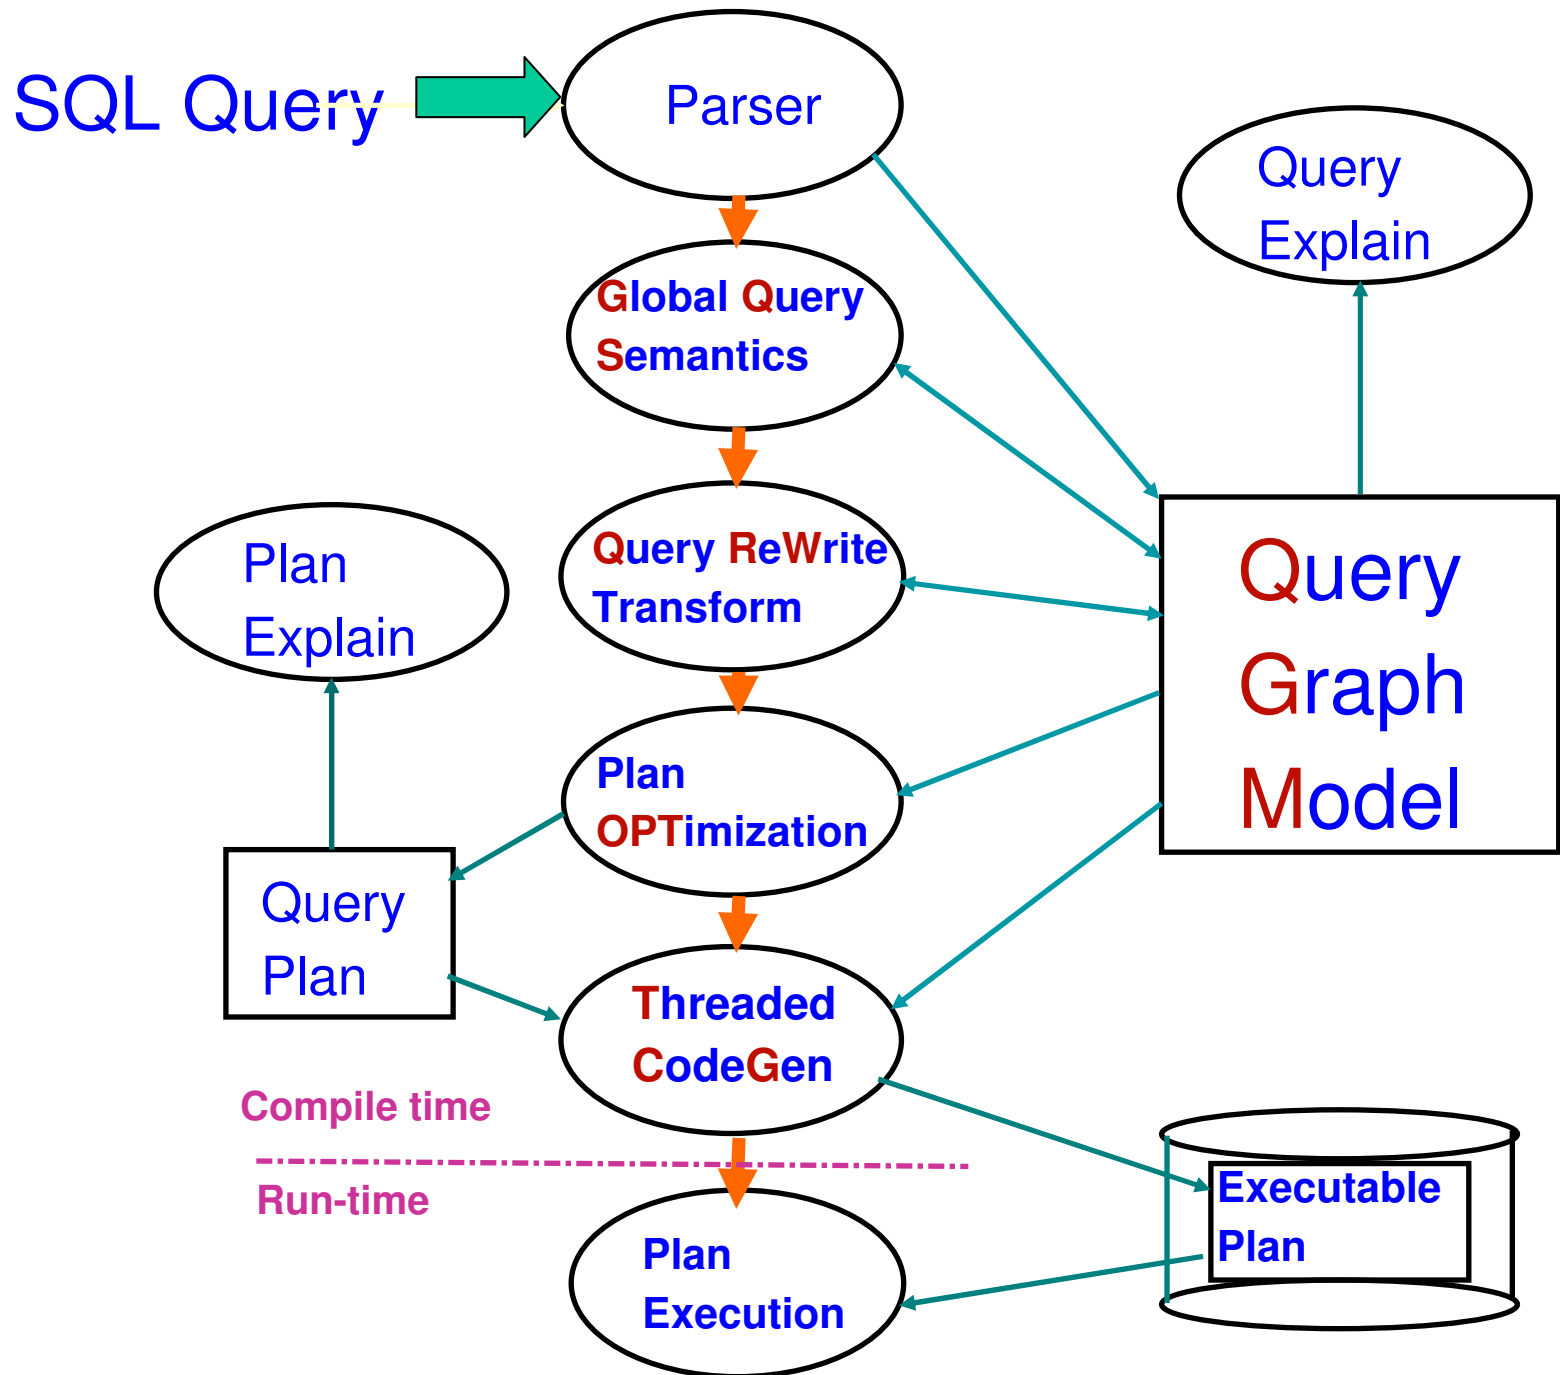 SQL Query
Parser
Query
Explain
Global Query
Semantics
Query ReWrite
Transform
Plan
Explain
Query
Graph
Model
Plan
OPTimization
Query
Plan
Threaded
CodeGen
Compile time
Run-time
Executable
Plan
Plan
Execution